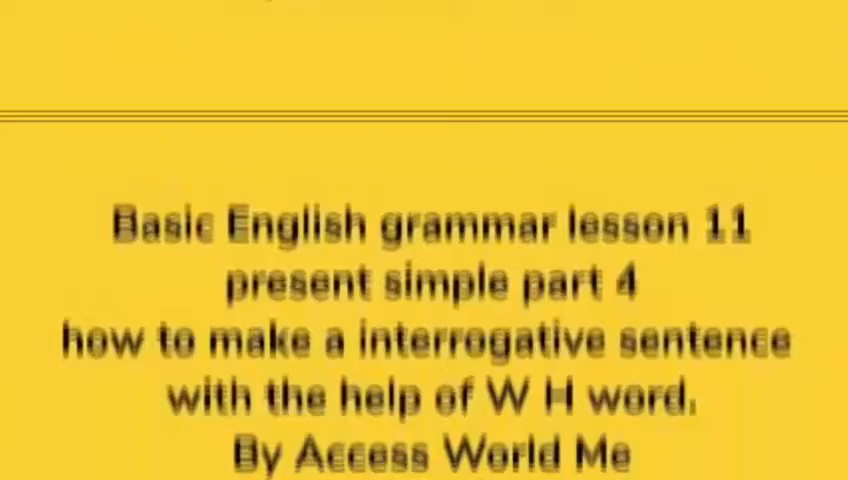 Basic English grammar lesson 11
present simple part 4
how to make a interrogative sentence
with the help of W H word.
By Access World Me